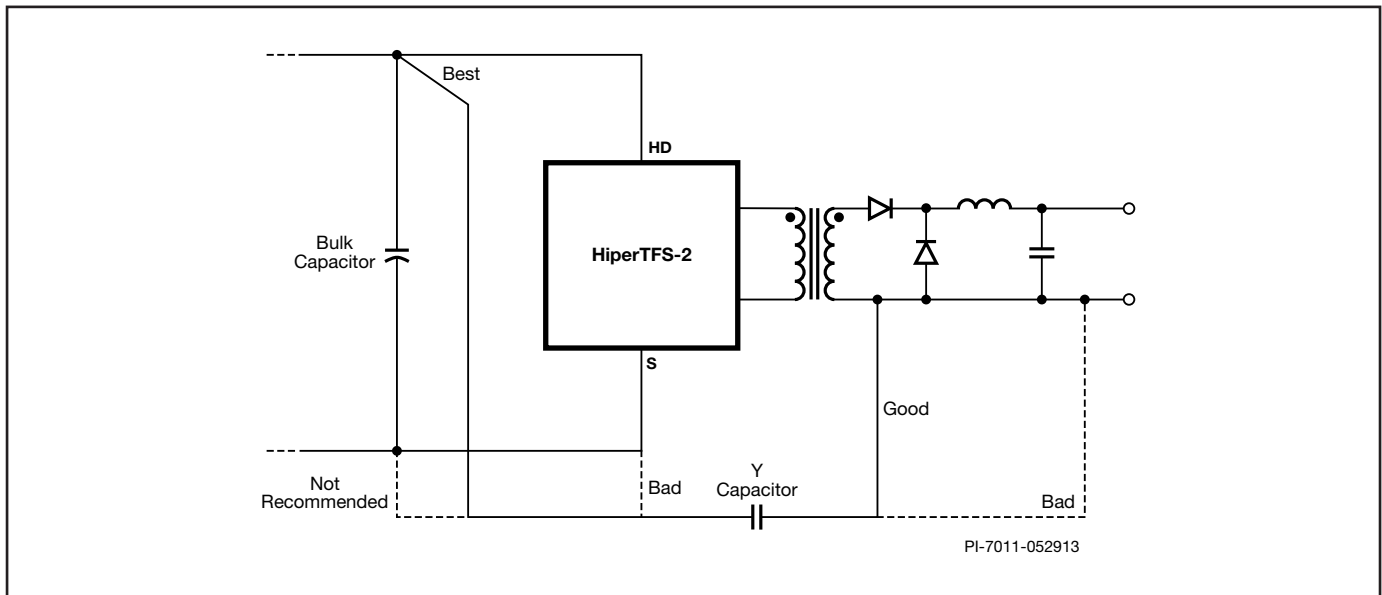 Best
HD
Bulk
Capacitor
HiperTFS-2
S
Good
Not
Recommended
Bad
Y
Capacitor
Bad
PI-7011-052913